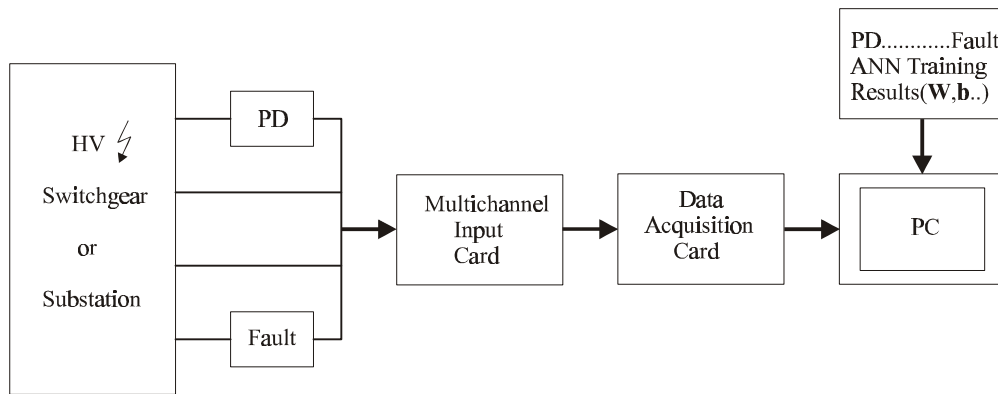 HV
Switchgear
or
Substation
PD
Fault
Multichannel
Input
Card
Data
Acquisition
Card
PD............Fault
ANN Training
Results(W,b..)
PC